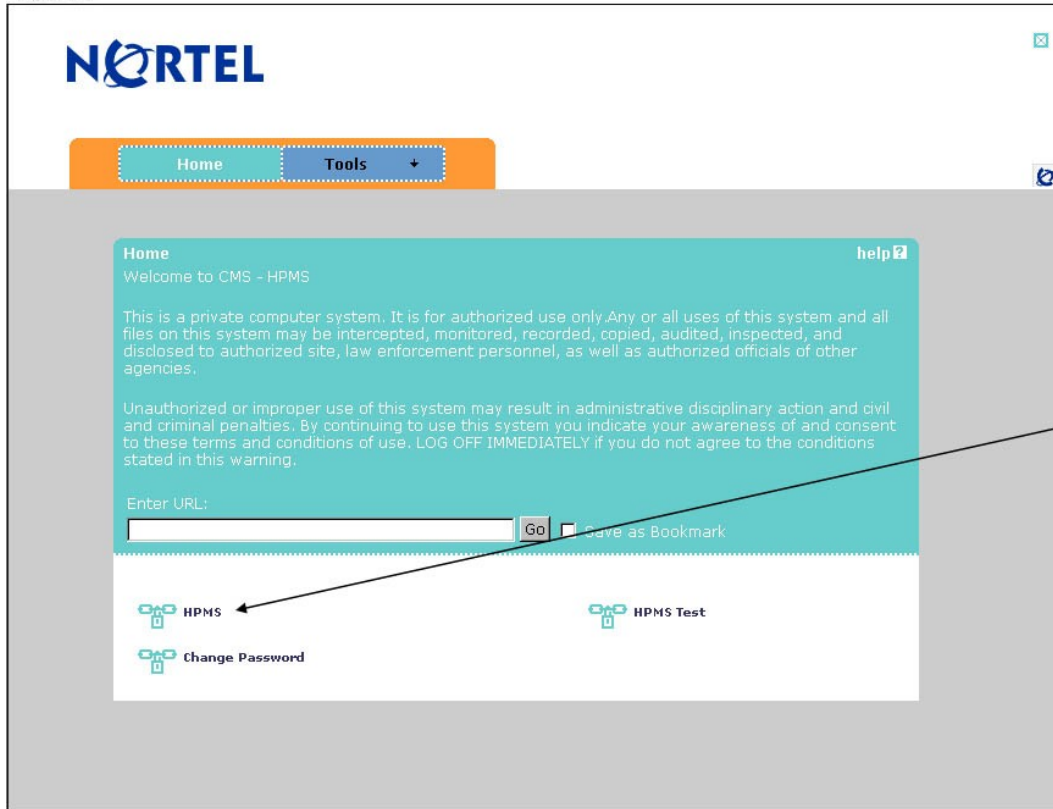 NORTEL
Home Tools
Home help?
Welcome to CMS - HPMS
This is a private computer system. It is for authorized use only.Any or all uses of this system and all
files on this system may be intercepted, monitored, recorded, copied, audited, inspected, and
disclosed to authorized site, law enforcement personnel, as well as authorized officials of other
agencies.
Unauthorized or improper use of this system may result in administrative disciplinary action and civil
and criminal penalties. By continuing to use this system you indicate your awareness of and consent
to these terms and conditions of use. LOG OFF IMMEDIATELY if you do not agree to the conditions
stated in this warning.
Enter URL:
Go Save as Bookmark
HPMS HPMS Test
Change Password